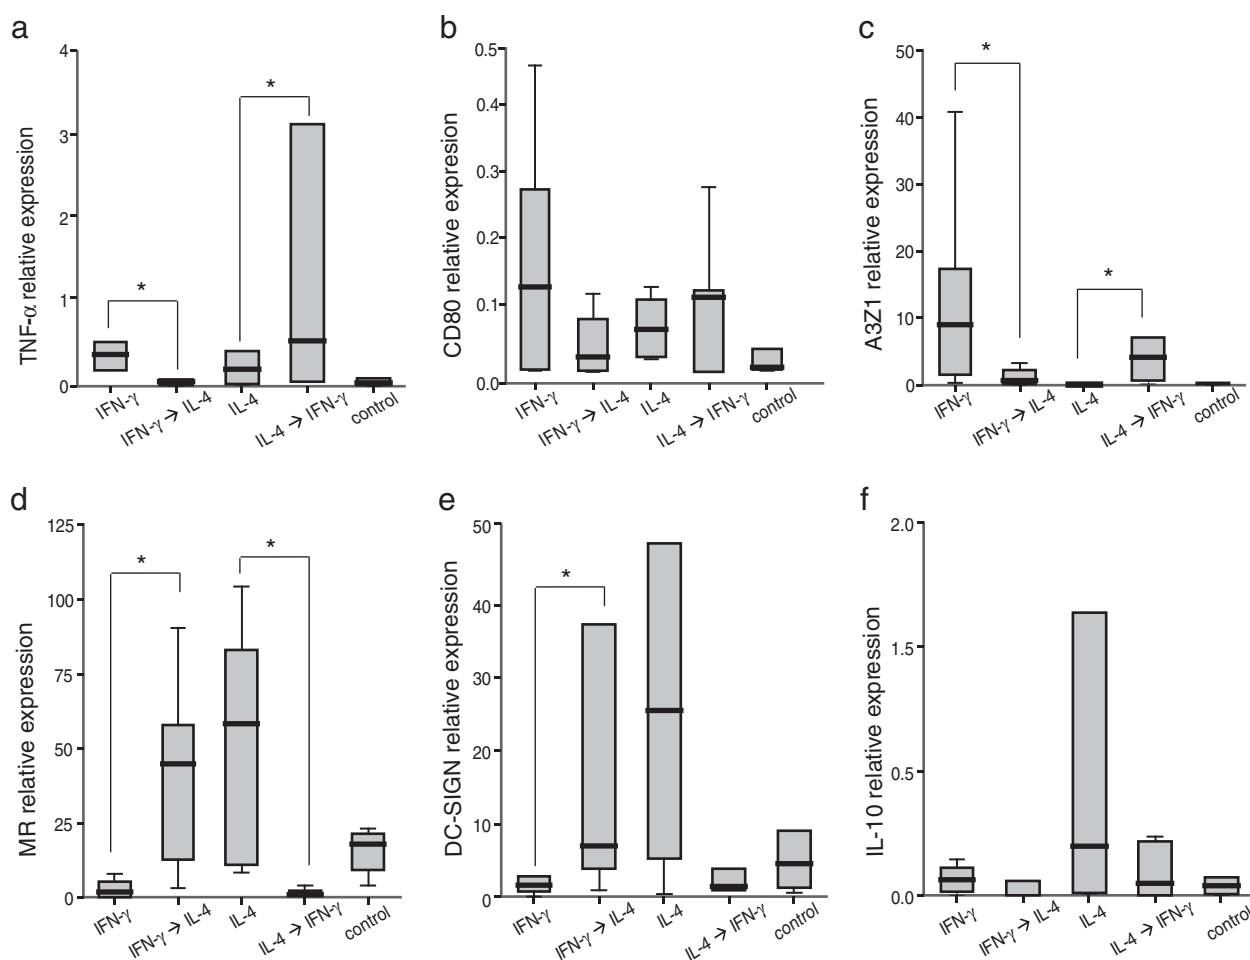 a
TNF-α relative expression
4
3
2
1
0
*
*
IFN-γ
IFN-γ → IL-4
IL-4
IL-4 → IFN-γ
control
b
CD80 relative expression
0.5
0.4
0.3
0.2
0.1
0.0
IFN-γ
IFN-γ → IL-4
IL-4
IL-4 → IFN-γ
control
c
A3Z1 relative expression
50
40
30
20
10
0
*
*
IFN-γ
IFN-γ → IL-4
IL-4
IL-4 → IFN-γ
control
d
MR relative expression
125
100
75
50
25
0
*
*
IFN-γ
IFN-γ → IL-4
IL-4
IL-4 → IFN-γ
control
e
DC-SIGN relative expression
50
40
30
20
10
0
*
IFN-γ
IFN-γ → IL-4
IL-4
IL-4 → IFN-γ
control
f
IL-10 relative expression
2.0
1.5
0.5
0.0
IFN-γ
IFN-γ → IL-4
IL-4
IL-4 → IFN-γ
control